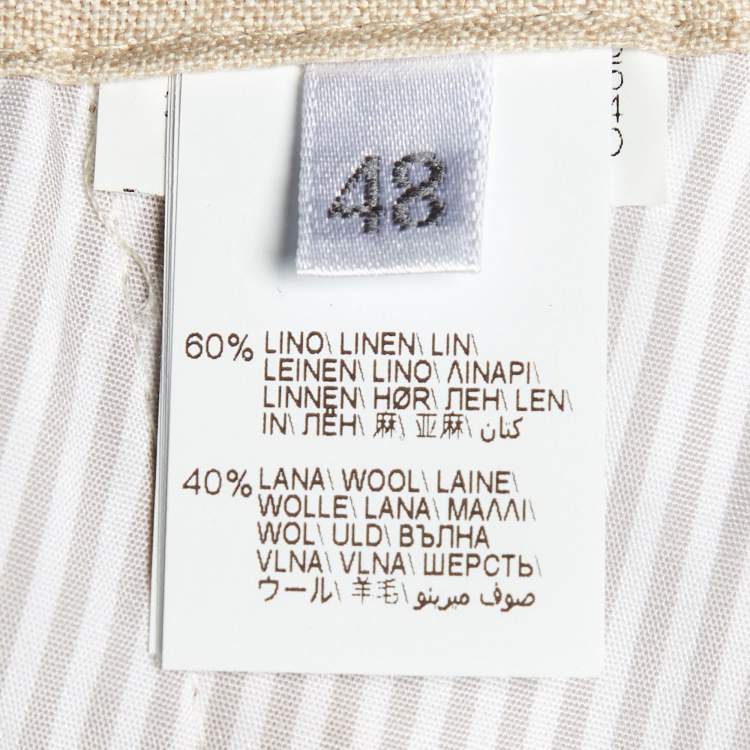 48
60% LINO\ LINEN\ LIN\
LEINEN\ LINO\ ΛΙΝΑΡΙ\
LINNEN\ HØR\ ЛЕН\ LEN\
IN\ ЛЁН\ 麻\ 亚麻\ كتان
40% LANA\ WOOL\ LAINE\
WOLLE\ LANA\ ΜΑΛΛΙ\
WOL\ ULD\ ВЪЛНА
VLNA\ VLNA\ ШЕРСТЬ\
ウール\ 羊毛\ صوف ميرينو